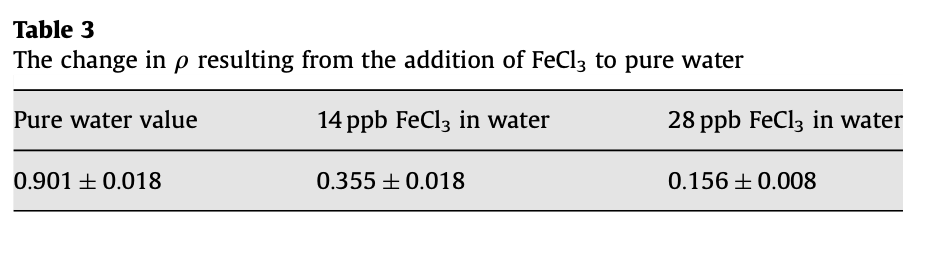 Table 3
The change in ρ resulting from the addition of FeCl₃ to pure water
Pure water value 14 ppb FeCl₃ in water 28 ppb FeCl₃ in water
0.901 ± 0.018 0.355 ± 0.018 0.156 ± 0.008